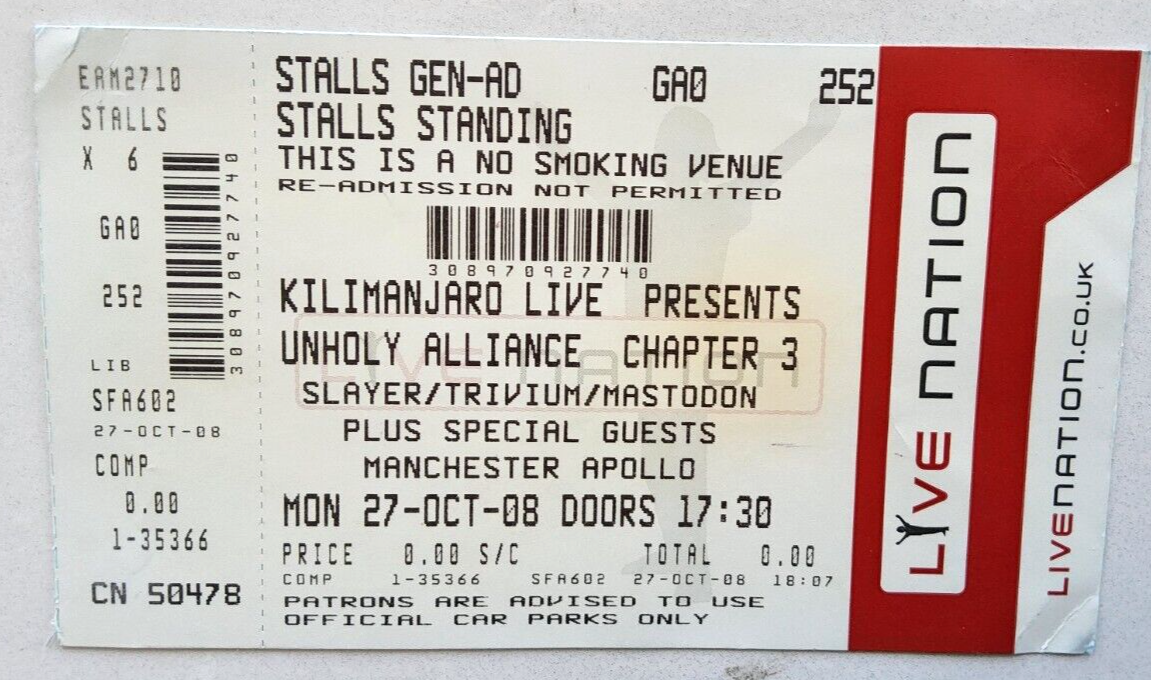 EAM2710
STALLS
X 6
GA0
252
LIB
SFA602
27-OCT-08
COMP
0.00
1-35366
CN 50478
308970927740
STALLS GEN-AD GA0 252
STALLS STANDING
THIS IS A NO SMOKING VENUE
RE-ADMISSION NOT PERMITTED
308970927740
KILIMANJARO LIVE PRESENTS
UNHOLY ALLIANCE CHAPTER 3
SLAYER/TRIVIUM/MASTODON
PLUS SPECIAL GUESTS
MANCHESTER APOLLO
MON 27-OCT-08 DOORS 17:30
PRICE 0.00 S/C TOTAL 0.00
COMP 1-35366 SFA602 27-OCT-08 18:07
PATRONS ARE ADVISED TO USE
OFFICIAL CAR PARKS ONLY
LIVE NATION
LIVE NATION
LIVENATION.CO.UK